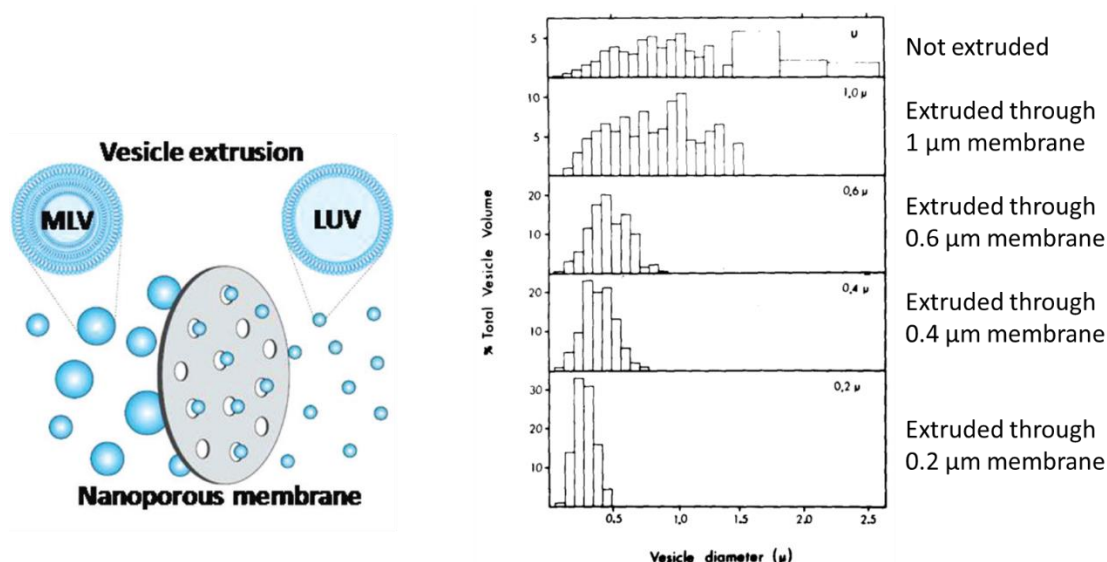 Vesicle extrusion
MLV
LUV
Nanoporous membrane
% Total Vesicle Volume
5
U
Not extruded
10
5
1.0 μ
Extruded through
1 μm membrane
20
10
0.6 μ
Extruded through
0.6 μm membrane
20
10
0.4 μ
Extruded through
0.4 μm membrane
30
20
10
0.2 μ
Extruded through
0.2 μm membrane
0.5
1.0
1.5
2.0
2.5
Vesicle diameter (μ)